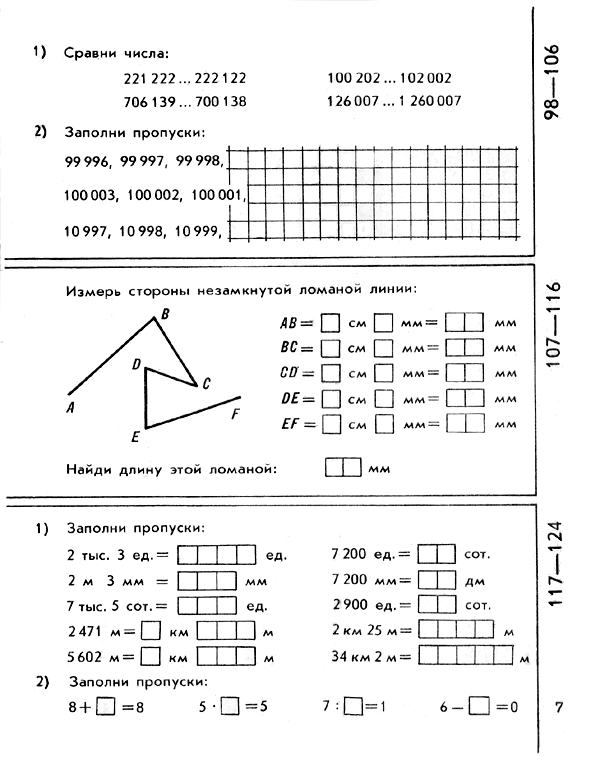 1) Сравни числа:
221 222 ... 222 122 100 202 ... 102 002
706 139 ... 700 138 126 007 ... 1 260 007
2) Заполни пропуски:
99 996, 99 997, 99 998,
100 003, 100 002, 100 001,
10 997, 10 998, 10 999,
98—106
Измерь стороны незамкнутой ломаной линии:
B
D
C
A
F
E
AB = □ см □ мм = □□ мм
BC = □ см □ мм = □□ мм
CD = □ см □ мм = □□ мм
DE = □ см □ мм = □□ мм
EF = □ см □ мм = □□ мм
Найди длину этой ломаной: □□ мм
107—116
1) Заполни пропуски:
2 тыс. 3 ед. = □□□□ ед. 7 200 ед. = □□ сот.
2 м 3 мм = □□□□ мм 7 200 мм = □□ дм
7 тыс. 5 сот. = □□□□ ед. 2 900 ед. = □□ сот.
2 471 м = □ км □□□ м 2 км 25 м = □□□□ м
5 602 м = □ км □□□ м 34 км 2 м = □□□□□ м
2) Заполни пропуски:
8 + □ = 8 5 · □ = 5 7 : □ = 1 6 − □ = 0
117—124
7